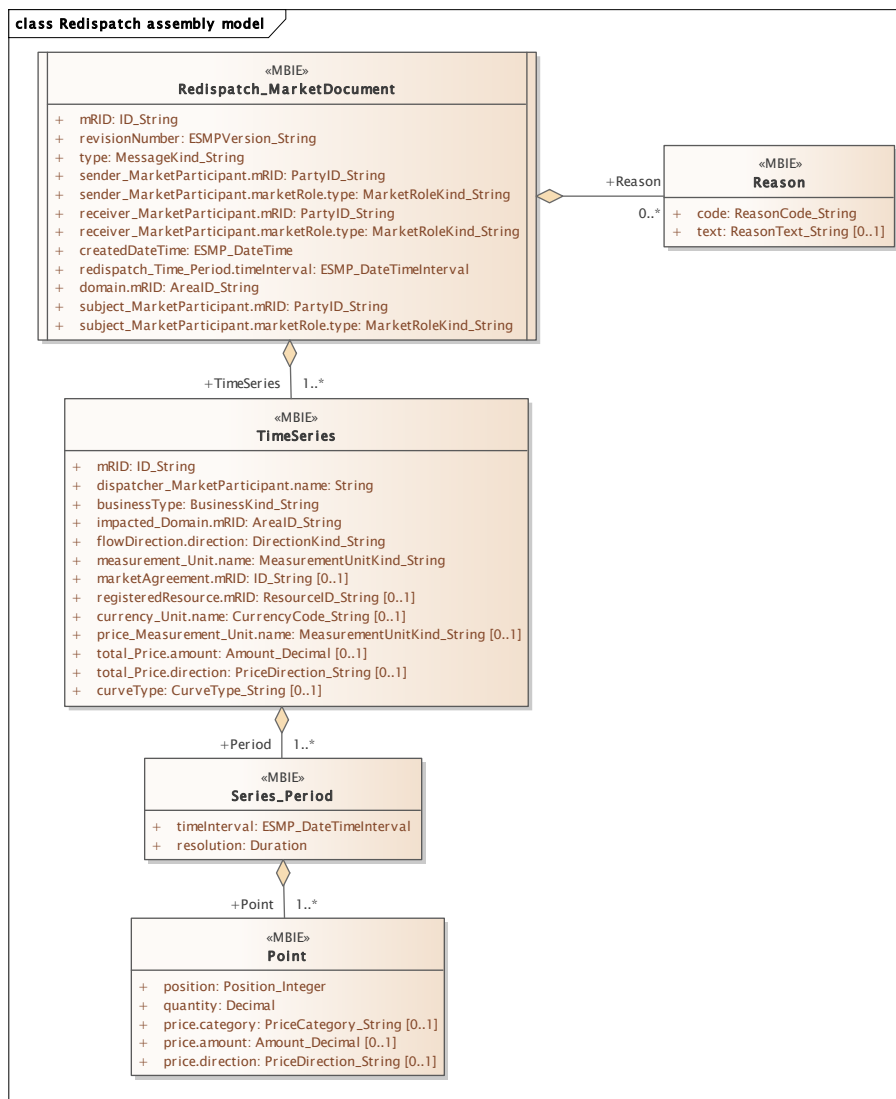 class Redispatch assembly model
«MBIE»
Redispatch_MarketDocument
+ mRID: ID_String
+ revisionNumber: ESMPVersion_String
+ type: MessageKind_String
+ sender_MarketParticipant.mRID: PartyID_String
+ sender_MarketParticipant.marketRole.type: MarketRoleKind_String
+ receiver_MarketParticipant.mRID: PartyID_String
+ receiver_MarketParticipant.marketRole.type: MarketRoleKind_String
+ createdDateTime: ESMP_DateTime
+ redispatch_Time_Period.timeInterval: ESMP_DateTimeInterval
+ domain.mRID: AreaID_String
+ subject_MarketParticipant.mRID: PartyID_String
+ subject_MarketParticipant.marketRole.type: MarketRoleKind_String
+Reason
0..*
«MBIE»
Reason
+ code: ReasonCode_String
+ text: ReasonText_String [0..1]
+TimeSeries 1..*
«MBIE»
TimeSeries
+ mRID: ID_String
+ dispatcher_MarketParticipant.name: String
+ businessType: BusinessKind_String
+ impacted_Domain.mRID: AreaID_String
+ flowDirection.direction: DirectionKind_String
+ measurement_Unit.name: MeasurementUnitKind_String
+ marketAgreement.mRID: ID_String [0..1]
+ registeredResource.mRID: ResourceID_String [0..1]
+ currency_Unit.name: CurrencyCode_String [0..1]
+ price_Measurement_Unit.name: MeasurementUnitKind_String [0..1]
+ total_Price.amount: Amount_Decimal [0..1]
+ total_Price.direction: PriceDirection_String [0..1]
+ curveType: CurveType_String [0..1]
+Period 1..*
«MBIE»
Series_Period
+ timeInterval: ESMP_DateTimeInterval
+ resolution: Duration
+Point 1..*
«MBIE»
Point
+ position: Position_Integer
+ quantity: Decimal
+ price.category: PriceCategory_String [0..1]
+ price.amount: Amount_Decimal [0..1]
+ price.direction: PriceDirection_String [0..1]